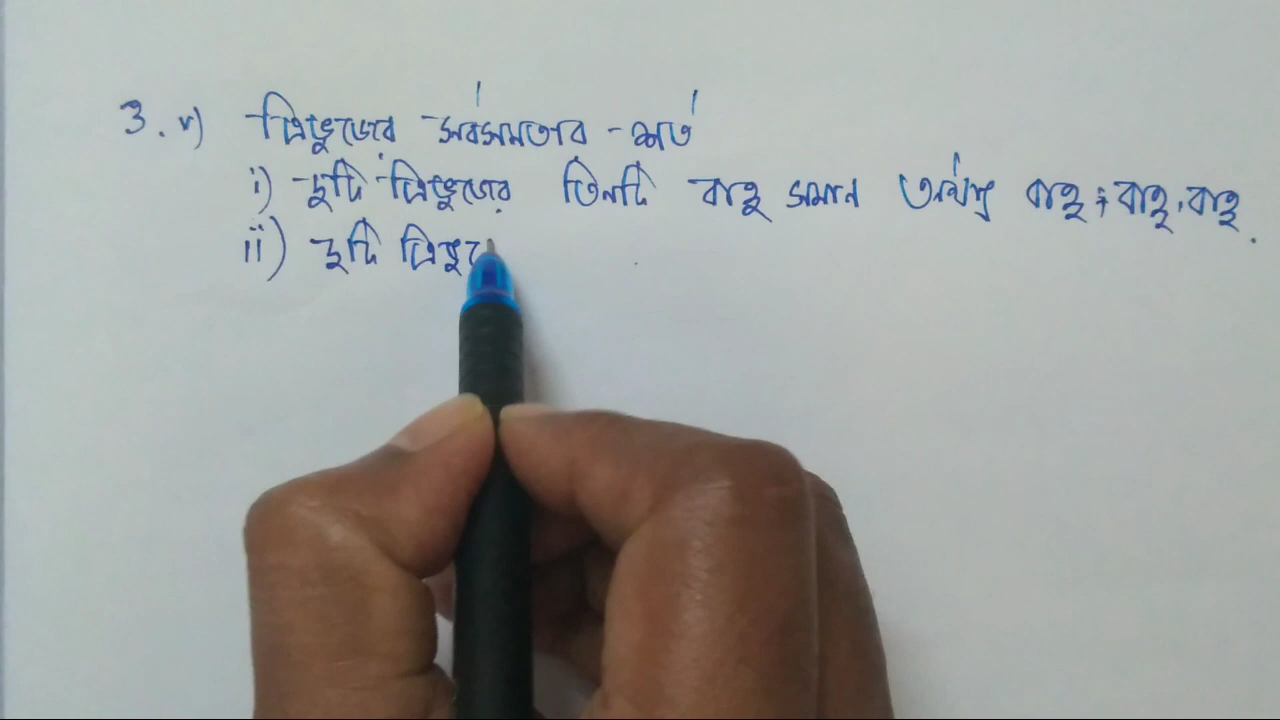 3. v) ত্রিভুজের সর্বসমতার শর্ত
i) দুটি ত্রিভুজের তিনটি বাহু সমান অর্থাৎ বাহু, বাহু, বাহু.
ii) দুটি ত্রিভু